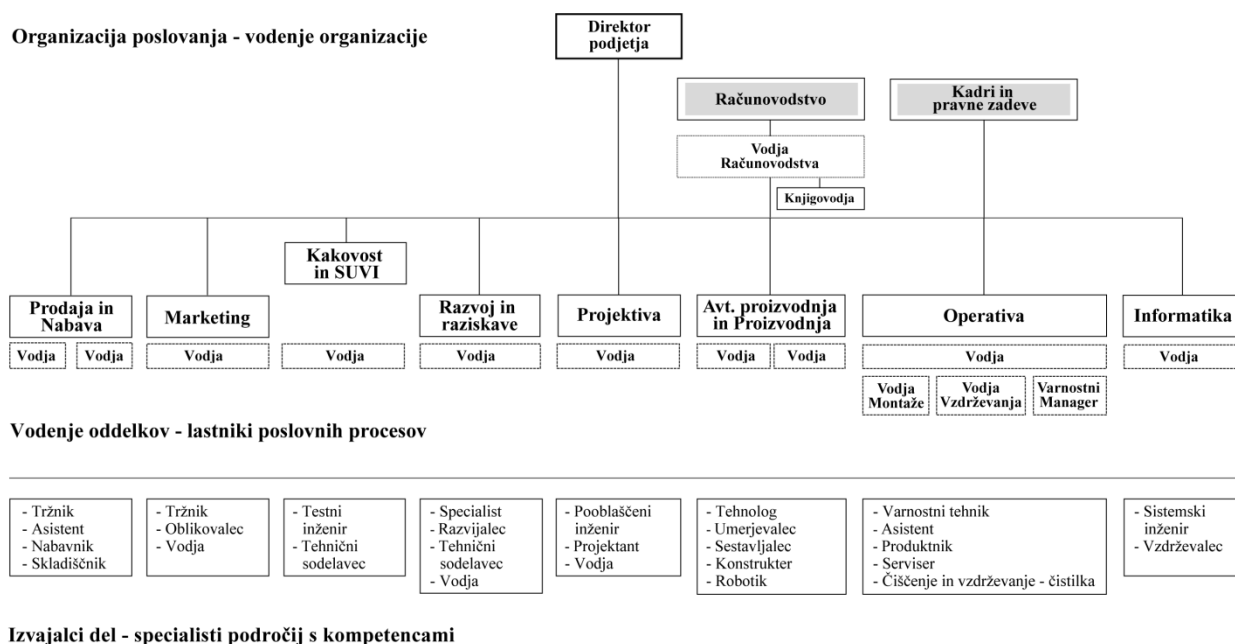 Organizacija poslovanja - vodenje organizacije
Direktor
podjetja
Računovodstvo
Kadri in
pravne zadeve
Vodja
Računovodstva
Knjigovodja
Kakovost
in SUVI
Prodaja in
Nabava
Marketing
Razvoj in
raziskave
Projektiva
Avt. proizvodnja
in Proizvodnja
Operativa
Informatika
Vodja
Vodja
Vodja
Vodja
Vodja
Vodja
Vodja
Vodja
Vodja
Vodja
Vodja
Montaže
Vodja
Vzdrževanja
Varnostni
Manager
Vodenje oddelkov - lastniki poslovnih procesov
- Tržnik
- Asistent
- Nabavnik
- Skladiščnik
- Tržnik
- Oblikovalec
- Vodja
- Testni
inženir
- Tehnični
sodelavec
- Specialist
- Razvijalec
- Tehnični
sodelavec
- Vodja
- Pooblaščeni
inženir
- Projektant
- Vodja
- Tehnolog
- Umerjevalec
- Sestavljalec
- Konstrukter
- Robotik
- Varnostni tehnik
- Asistent
- Produktnik
- Serviser
- Čiščenje in vzdrževanje - čistilka
- Sistemski
inženir
- Vzdrževalec
Izvajalci del - specialisti področij s kompetencami